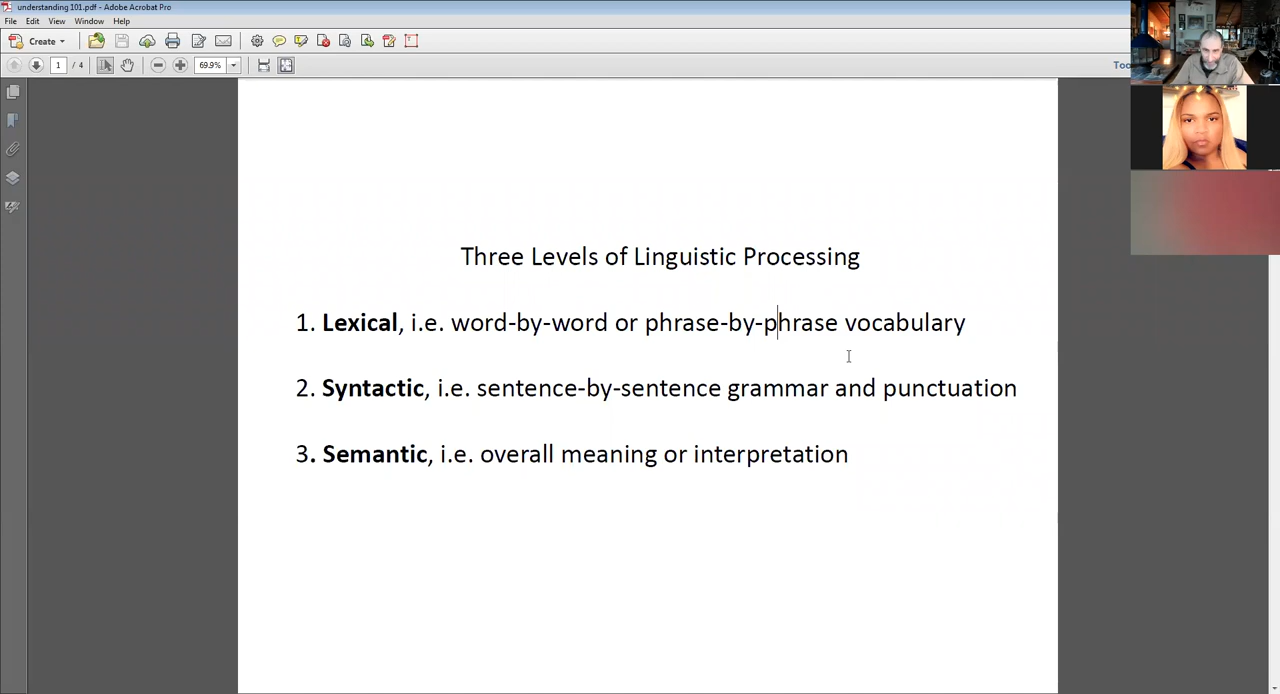 understanding 101.pdf - Adobe Acrobat Pro
File Edit View Window Help
Create
1 / 4 69.9% Too
Three Levels of Linguistic Processing
1. Lexical, i.e. word-by-word or phrase-by-phrase vocabulary
2. Syntactic, i.e. sentence-by-sentence grammar and punctuation
3. Semantic, i.e. overall meaning or interpretation